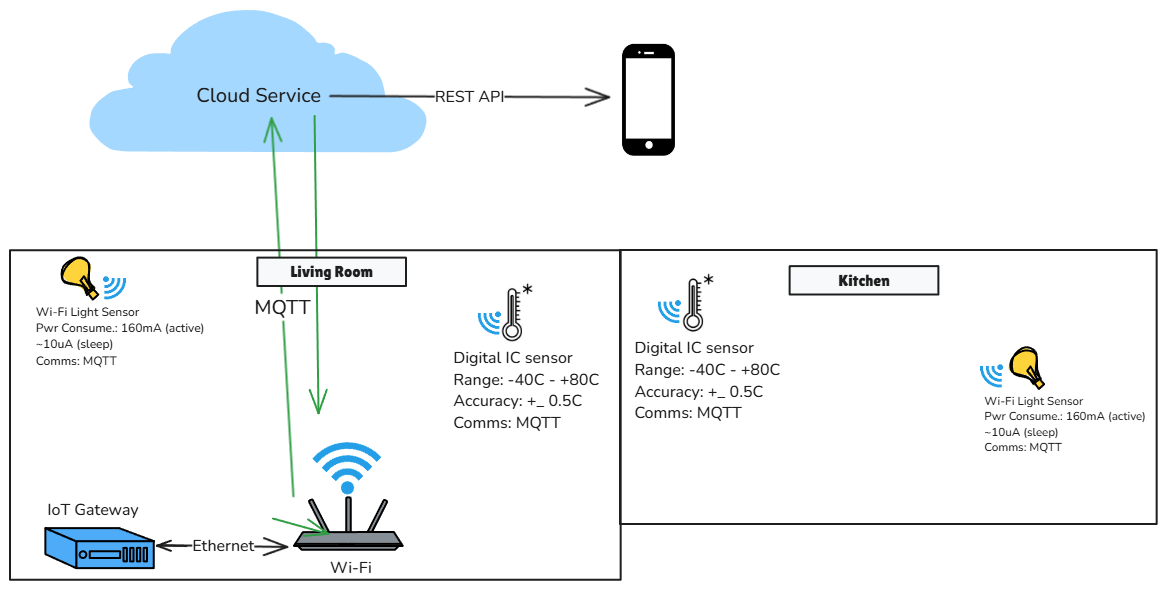 Cloud Service
REST API
Living Room
Kitchen
MQTT
Wi-Fi Light Sensor
Pwr Consume.: 160mA (active)
~10uA (sleep)
Comms: MQTT
Digital IC sensor
Range: -40C - +80C
Accuracy: +_ 0.5C
Comms: MQTT
Digital IC sensor
Range: -40C - +80C
Accuracy: +_ 0.5C
Comms: MQTT
Wi-Fi Light Sensor
Pwr Consume.: 160mA (active)
~10uA (sleep)
Comms: MQTT
IoT Gateway
Ethernet
Wi-Fi